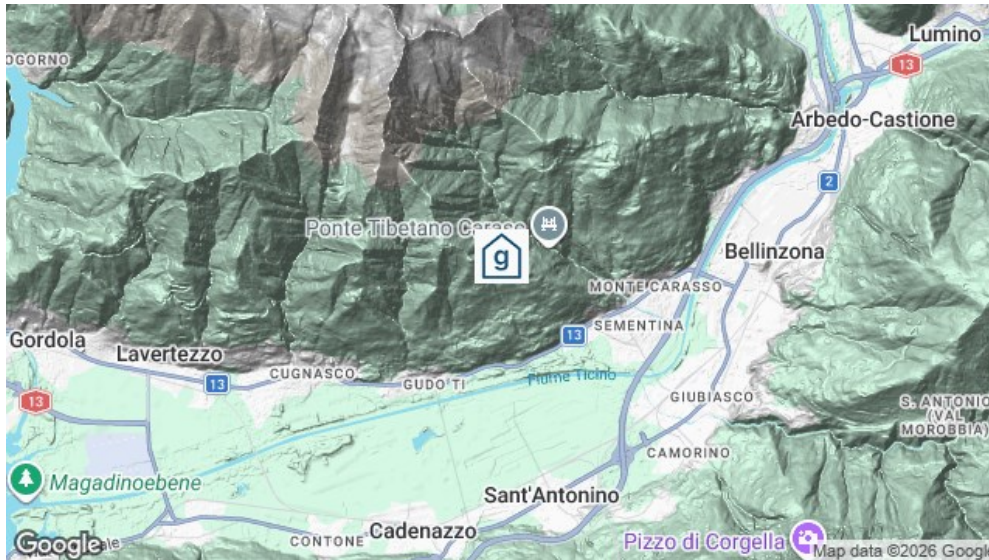 Lumino
13
OGORNO
Arbedo-Castione
2
Ponte Tibetano Carasc
g
Bellinzona
MONTE CARASSO
13
SEMENTINA
Gordola
Lavertezzo
CUGNASCO
13
GUDO TI
Fiume Ticino
13
GIUBIASCO
S. ANTONIO
(VAL
MOROBBIA)
CAMORINO
Magadinoebene
Sant'Antonino
Cadenazzo
CONTONE
Pizzo di Corgella
Google
Map data ©2026 Google